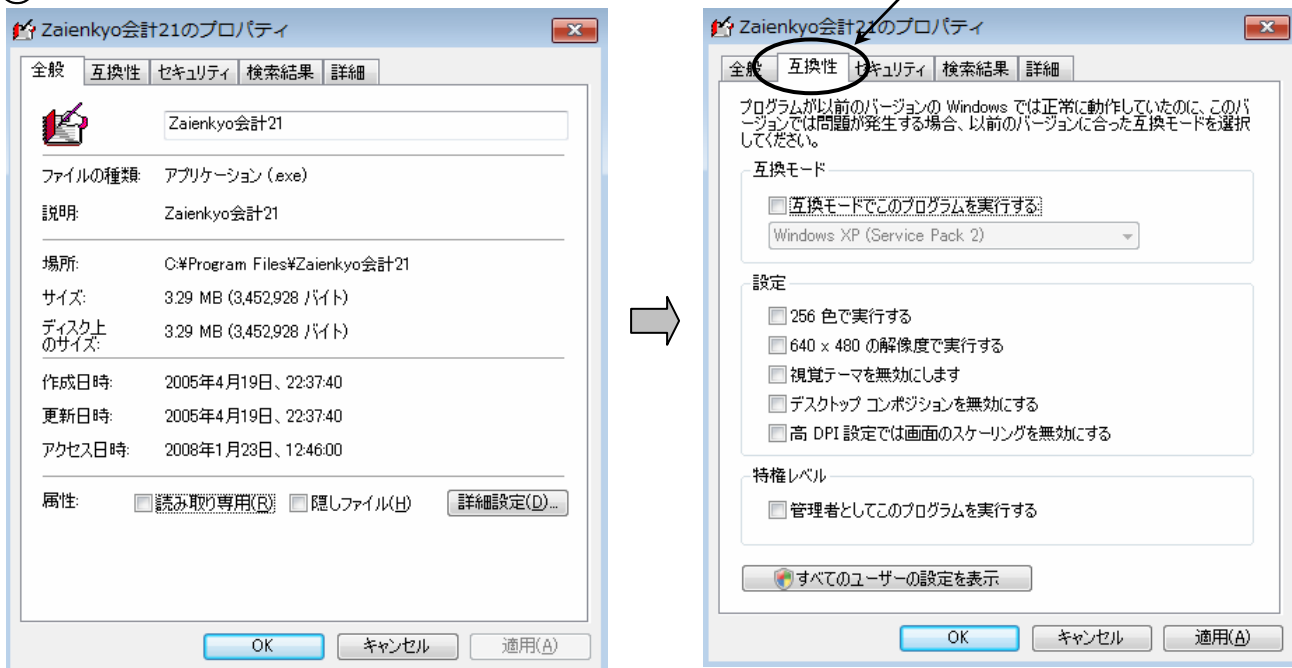 Zaienkyo会計21のプロパティ
全般 互換性 セキュリティ 検索結果 詳細
Zaienkyo会計21
ファイルの種類: アプリケーション (.exe)
説明: Zaienkyo会計21
場所: C:¥Program Files¥Zaienkyo会計21
サイズ: 3.29 MB (3,452,928 バイト)
ディスク上
のサイズ: 3.29 MB (3,452,928 バイト)
作成日時: 2005年4月19日、22:37:40
更新日時: 2005年4月19日、22:37:40
アクセス日時: 2008年1月23日、12:46:00
属性: 読み取り専用(R) 隠しファイル(H) 詳細設定(D)...
OK キャンセル 適用(A)
Zaienkyo会計21のプロパティ
全般 互換性 セキュリティ 検索結果 詳細
プログラムが以前のバージョンの Windows では正常に動作していたのに、このバ
ージョンでは問題が発生する場合、以前のバージョンに合った互換モードを選択
してください。
互換モード
互換モードでこのプログラムを実行する:
Windows XP (Service Pack 2)
設定
256 色で実行する
640 x 480 の解像度で実行する
視覚テーマを無効にします
デスクトップ コンポジションを無効にする
高 DPI 設定では画面のスケーリングを無効にする
特権レベル
管理者としてこのプログラムを実行する
すべてのユーザーの設定を表示
OK キャンセル 適用(A)